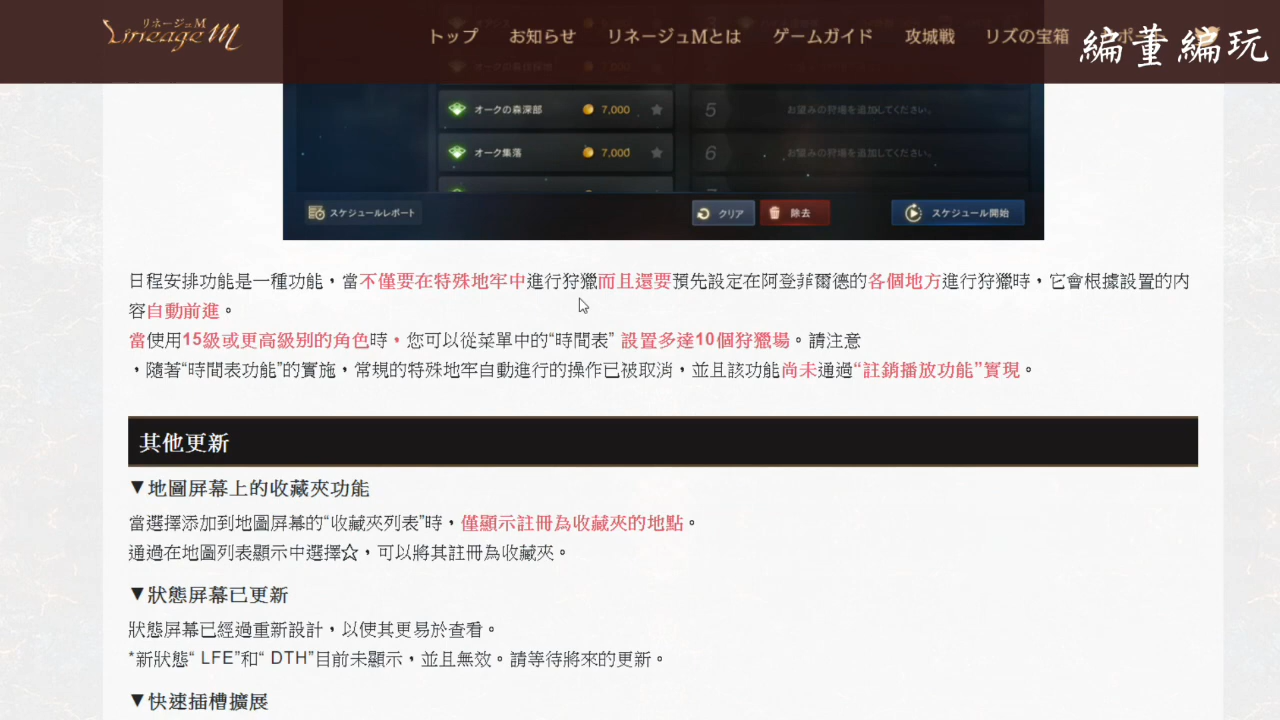 リネージュM
Lineage M
トップ お知らせ リネージュMとは ゲームガイド 攻城戦 リズの宝箱
編董編玩
オークの森深部 7,000 5 お望みの狩場を追加してください。
オーク集落 7,000 6 お望みの狩場を追加してください。
スケジュールレポート クリア 除去 スケジュール開始
日程安排功能是一種功能，當不僅要在特殊地牢中進行狩獵而且還要預先設定在阿登菲爾德的各個地方進行狩獵時，它會根據設置的内
容自動前進。
當使用15級或更高級别的角色時，您可以從菜單中的“時間表” 設置多達10個狩獵場。請注意
，隨著“時間表功能”的實施，常規的特殊地牢自動進行的操作已被取消，並且該功能尚未通過“註銷播放功能”實現。
其他更新
▼地圖屏幕上的收藏夾功能
當選擇添加到地圖屏幕的“收藏夾列表”時，僅顯示註冊為收藏夾的地點。
通過在地圖列表顯示中選擇☆，可以將其註冊為收藏夾。
▼狀態屏幕已更新
狀態屏幕已經過重新設計，以使其更易於查看。
*新狀態“ LFE”和“ DTH”目前未顯示，並且無效。請等待將來的更新。
▼快速插槽擴展